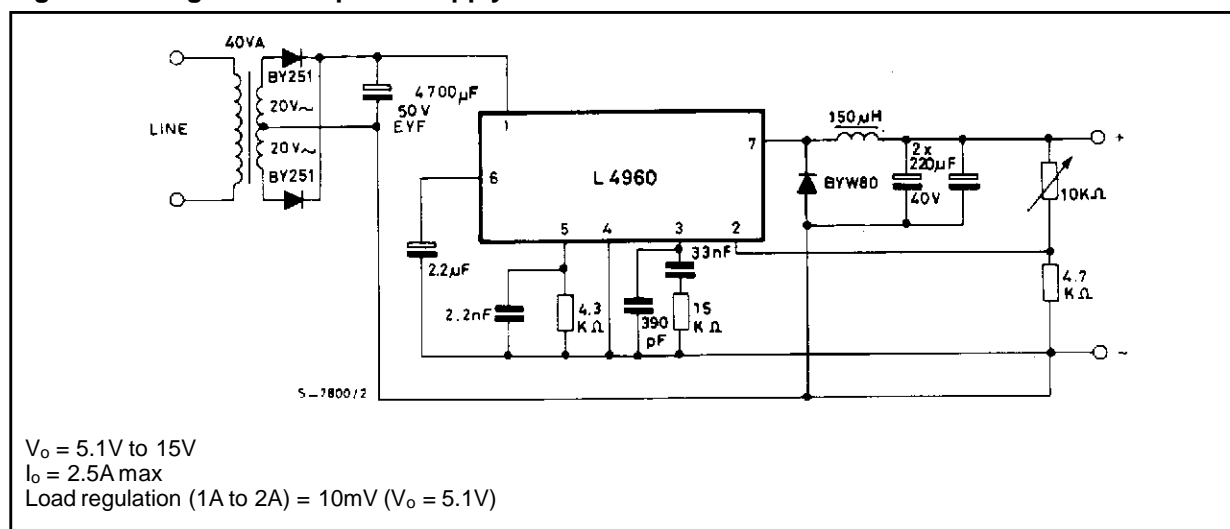 40VA
BY251
20V~
20V~
BY251
LINE
4700µF
50V
EYF
1
L4960
7
6
5
4
3
2
150µH
2x
220µF
40V
BYW80
10KΩ
4.7
KΩ
2.2µF
2.2nF
4.3
KΩ
390
pF
33nF
15
KΩ
+
~
S-7800/2
Vo = 5.1V to 15V
Io = 2.5A max
Load regulation (1A to 2A) = 10mV (Vo = 5.1V)